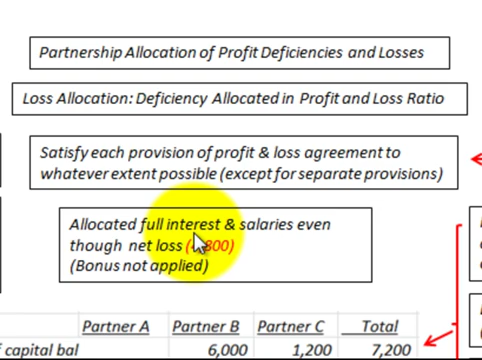 Partnership Allocation of Profit Deficiencies and Losses
Loss Allocation: Deficiency Allocated in Profit and Loss Ratio
Satisfy each provision of profit & loss agreement to
whatever extent possible (except for separate provisions)
Allocated full interest & salaries even
though net loss 800)
(Bonus not applied)
Partner A Partner B Partner C Total
capital bal 6,000 1,200 7,200